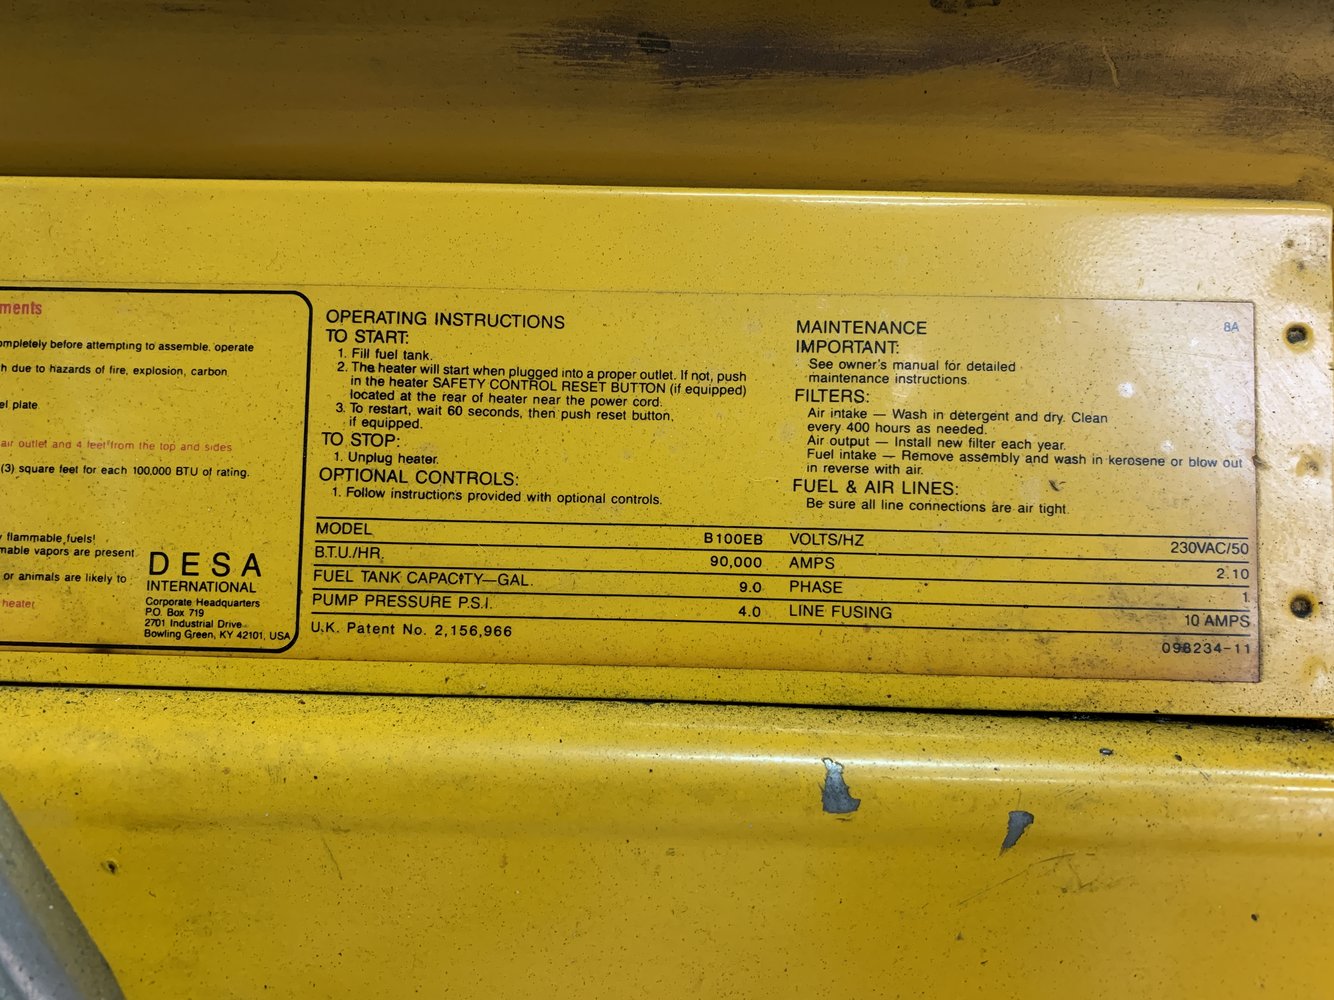 ments
ompletely before attempting to assemble, operate
h due to hazards of fire, explosion, carbon
el plate
air outlet and 4 feet from the top and sides
(3) square feet for each 100,000 BTU of rating.
flammable fuels!
mable vapors are present.
or animals are likely to
heater
DESA
INTERNATIONAL
Corporate Headquarters
P.O. Box 719
2701 Industrial Drive
Bowling Green, KY 42101, USA
OPERATING INSTRUCTIONS
TO START:
1. Fill fuel tank.
2. The heater will start when plugged into a proper outlet. If not, push
in the heater SAFETY CONTROL RESET BUTTON (if equipped)
located at the rear of heater near the power cord.
3. To restart, wait 60 seconds, then push reset button,
if equipped.
TO STOP:
1. Unplug heater.
OPTIONAL CONTROLS:
1. Follow instructions provided with optional controls.
8A
MAINTENANCE
IMPORTANT:
See owner's manual for detailed
maintenance instructions.
FILTERS:
Air intake — Wash in detergent and dry. Clean
every 400 hours as needed.
Air output — Install new filter each year.
Fuel intake — Remove assembly and wash in kerosene or blow out
in reverse with air.
FUEL & AIR LINES:
Be sure all line connections are air tight.
MODEL B100EB VOLTS/HZ 230VAC/50
B.T.U./HR. 90,000 AMPS 2.10
FUEL TANK CAPACITY—GAL. 9.0 PHASE 1
PUMP PRESSURE P.S.I. 4.0 LINE FUSING 10 AMPS
U.K. Patent No. 2,156,966 098234-11